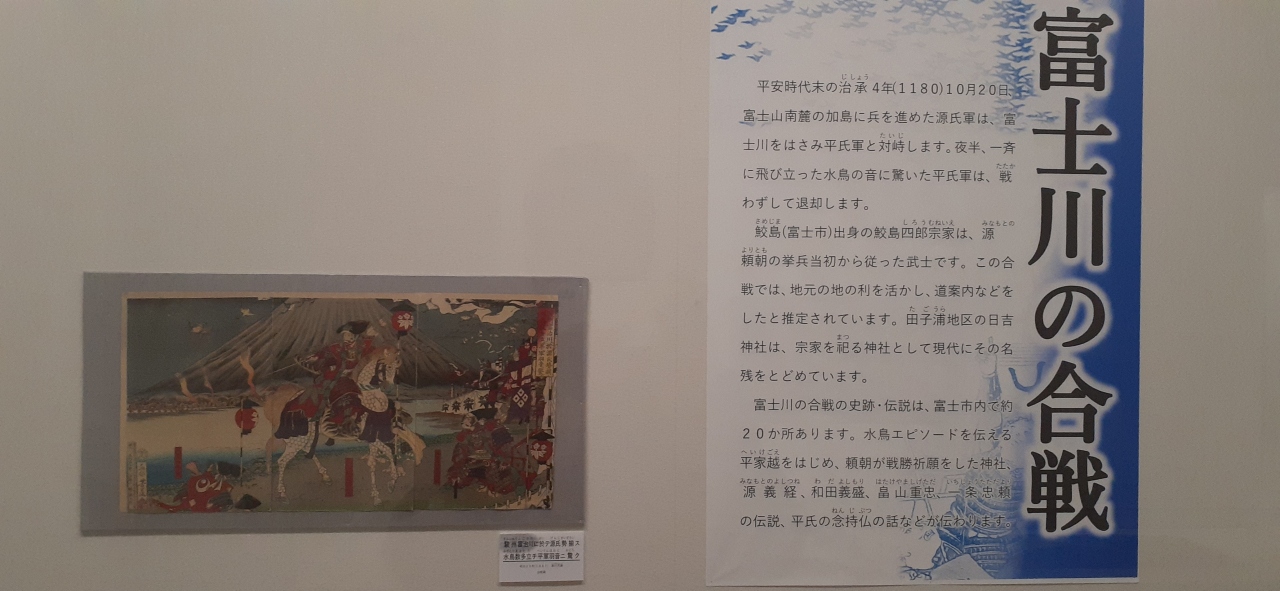 富士川の合戦
平安時代末の治承4年(1180)10月20日、
富士山南麓の加島に兵を進めた源氏軍は、富
士川をはさみ平氏軍と対峙します。夜半、一斉
に飛び立った水鳥の音に驚いた平氏軍は、戦
わずして退却します。
鮫島(富士市)出身の鮫島四郎宗家は、源
頼朝の挙兵当初から従った武士です。この合
戦では、地元の地の利を活かし、道案内などを
したと推定されています。田子浦地区の日吉
神社は、宗家を祀る神社として現代にその名
残をとどめています。
富士川の合戦の史跡・伝説は、富士市内で約
20か所あります。水鳥エピソードを伝える
平家越をはじめ、頼朝が戦勝祈願をした神社、
源義経、和田義盛、畠山重忠、一条忠頼
の伝説、平氏の念持仏の話などが伝わります。